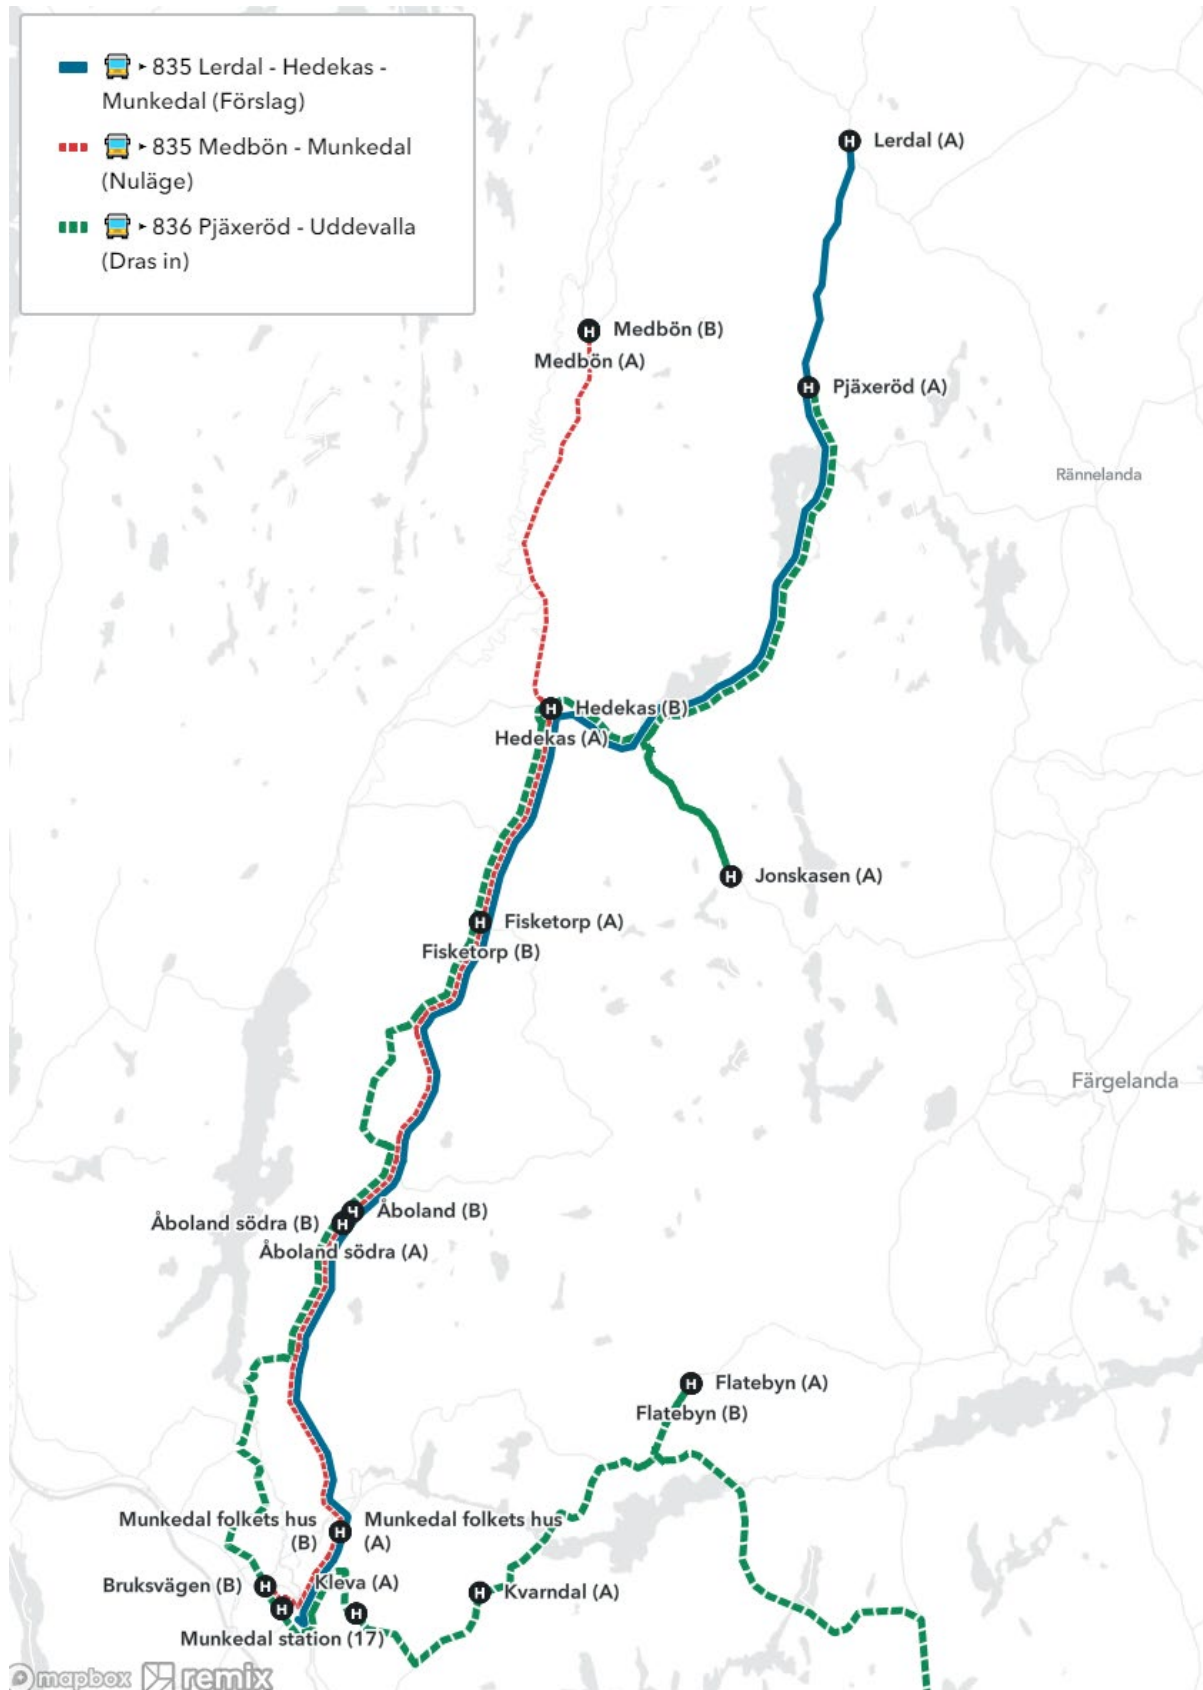 ▸ 835 Lerdal - Hedekas -
Munkedal (Förslag)
▸ 835 Medbön - Munkedal
(Nuläge)
▸ 836 Pjäxeröd - Uddevalla
(Dras in)
H Lerdal (A)
H Medbön (B)
Medbön (A)
H Pjäxeröd (A)
Rännelanda
H Hedekas (B)
Hedekas (A)
H Jonskasen (A)
H Fisketorp (A)
Fisketorp (B)
Färgelanda
H Åboland (B)
Åboland södra (B) H
Åboland södra (A)
H Flatebyn (A)
Flatebyn (B)
Munkedal folkets hus
(B)
H Munkedal folkets hus
(A)
Bruksvägen (B) H
Kleva (A)
H
H Kvarndal (A)
H
Munkedal station (17)
mapbox remix